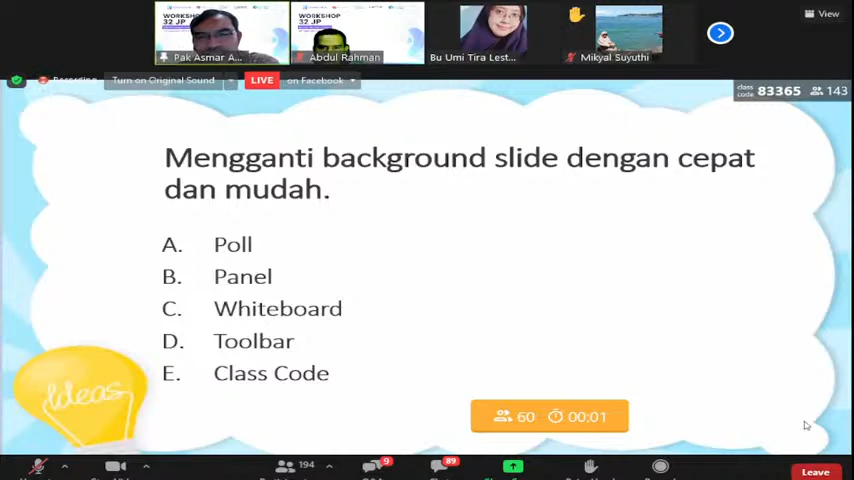 WORKSHOP
32 JP
WORKSHOP
32 JP
Pak Asmar A...
Abdul Rahman
Bu Umi Tira Lest...
Mikyal Suyuthi
View
Recording
Turn on Original Sound
LIVE
on Facebook
class
code
83365
143
Mengganti background slide dengan cepat
dan mudah.
A. Poll
B. Panel
C. Whiteboard
D. Toolbar
E. Class Code
Ideas
60
00:01
194
9
89
Leave